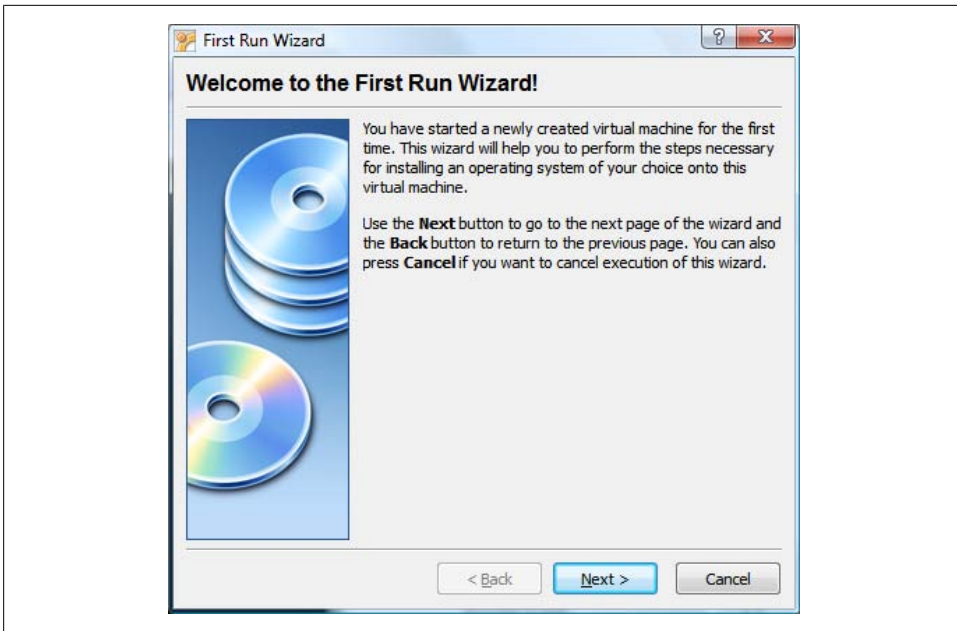 First Run Wizard
Welcome to the First Run Wizard!
You have started a newly created virtual machine for the first
time. This wizard will help you to perform the steps necessary
for installing an operating system of your choice onto this
virtual machine.
Use the Next button to go to the next page of the wizard and
the Back button to return to the previous page. You can also
press Cancel if you want to cancel execution of this wizard.
< Back
Next >
Cancel